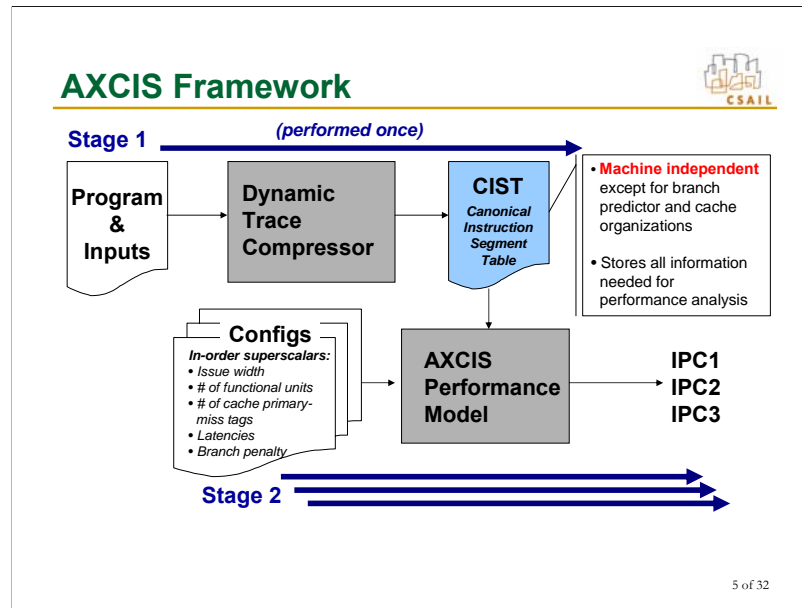 AXCIS Framework
CSAIL
Stage 1
(performed once)
Program
&
Inputs
Dynamic
Trace
Compressor
CIST
Canonical
Instruction
Segment
Table
• Machine independent
except for branch
predictor and cache
organizations
• Stores all information
needed for
performance analysis
Configs
In-order superscalars:
• Issue width
• # of functional units
• # of cache primary-
miss tags
• Latencies
• Branch penalty
AXCIS
Performance
Model
IPC1
IPC2
IPC3
Stage 2
5 of 32